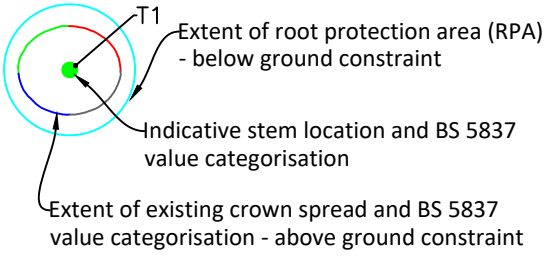 T1
Extent of root protection area (RPA)
- below ground constraint
Indicative stem location and BS 5837
value categorisation
Extent of existing crown spread and BS 5837
value categorisation - above ground constraint